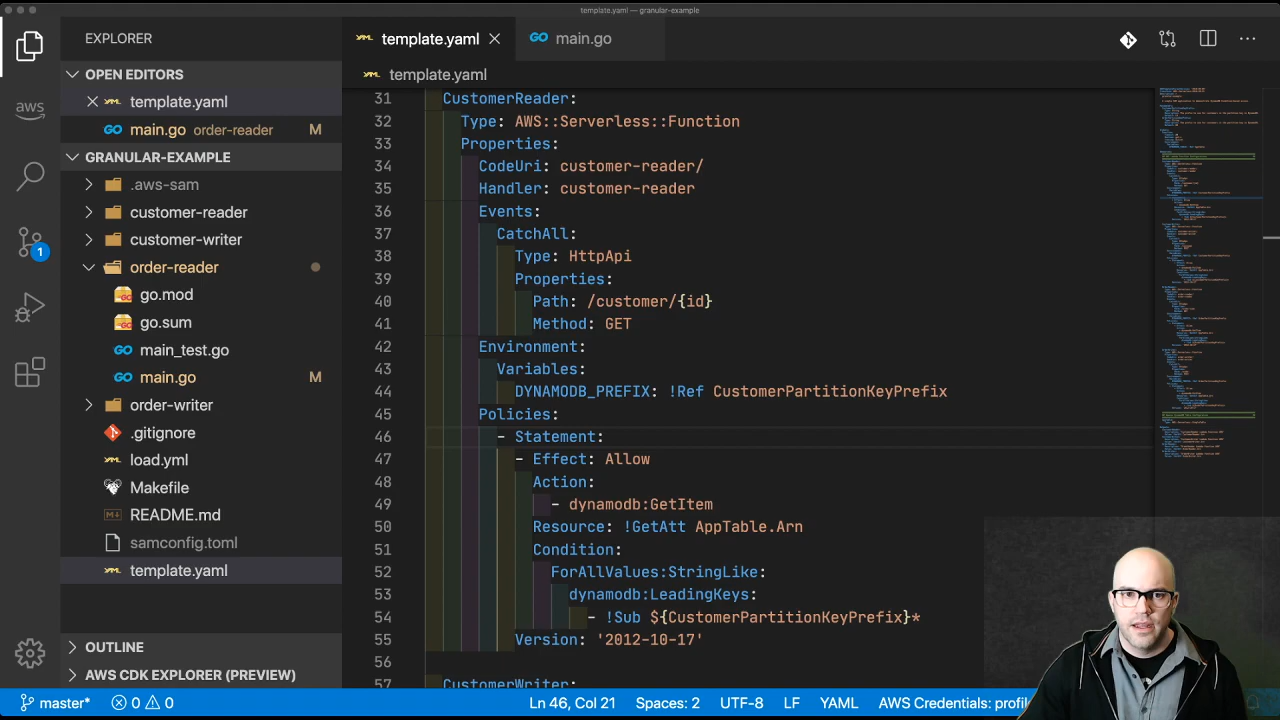 template.yaml — granular-example
EXPLORER
OPEN EDITORS
template.yaml
main.go order-reader M
GRANULAR-EXAMPLE
.aws-sam
customer-reader
customer-writer
order-reader
go.mod
go.sum
main_test.go
main.go M
order-writer
.gitignore
load.yml
Makefile
README.md
samconfig.toml
template.yaml
OUTLINE
AWS CDK EXPLORER (PREVIEW)
aws
1
template.yaml
main.go
template.yaml
31 CustomerReader:
32 Type: AWS::Serverless::Function
33 Properties:
34 CodeUri: customer-reader/
35 Handler: customer-reader
36 Events:
37 CatchAll:
38 Type: HttpApi
39 Properties:
40 Path: /customer/{id}
41 Method: GET
42 Environment:
43 Variables:
44 DYNAMODB_PREFIX: !Ref CustomerPartitionKeyPrefix
45 Policies:
46 - Statement:
47 - Effect: Allow
48 Action:
49 - dynamodb:GetItem
50 Resource: !GetAtt AppTable.Arn
51 Condition:
52 ForAllValues:StringLike:
53 dynamodb:LeadingKeys:
54 - !Sub ${CustomerPartitionKeyPrefix}*
55 Version: '2012-10-17'
56
57 CustomerWriter:
master* 0 0 Ln 46, Col 21 Spaces: 2 UTF-8 LF YAML AWS Credentials: profil